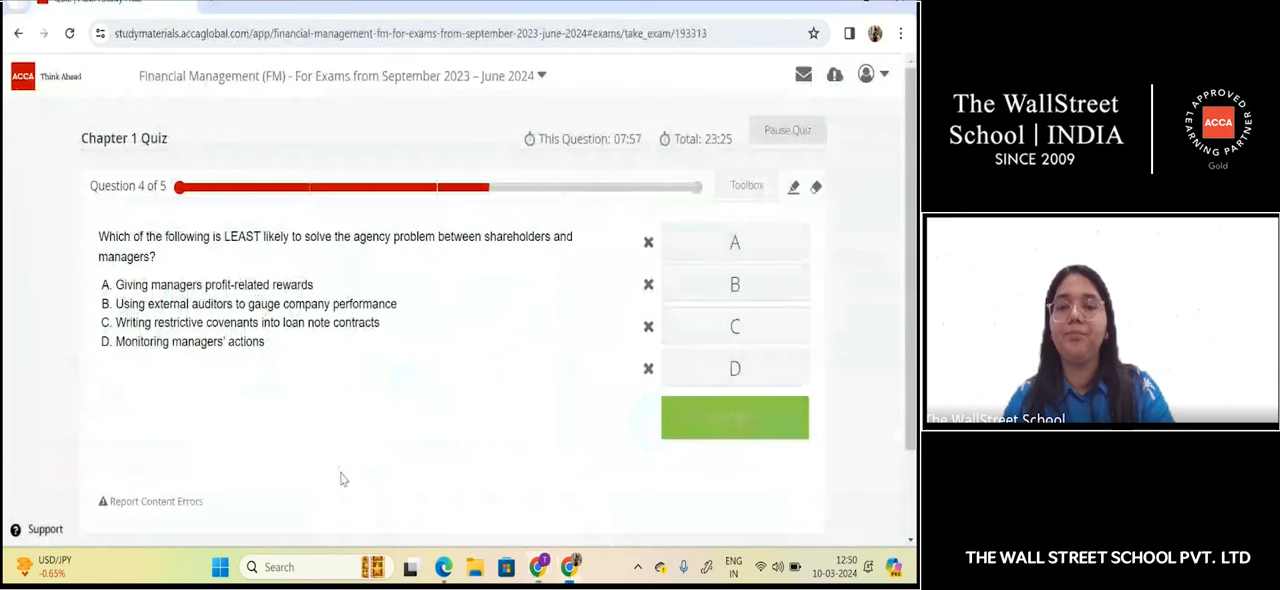 studymaterials.accaglobal.com/app/financial-management-fm-for-exams-from-september-2023-june-2024#exams/take_exam/193313
ACCA
Think Ahead
Financial Management (FM) - For Exams from September 2023 – June 2024
Chapter 1 Quiz
This Question: 07:57
Total: 23:25
Pause Quiz
Question 4 of 5
Toolbox
Which of the following is LEAST likely to solve the agency problem between shareholders and
managers?
A. Giving managers profit-related rewards
B. Using external auditors to gauge company performance
C. Writing restrictive covenants into loan note contracts
D. Monitoring managers' actions
A
B
C
D
Report Content Errors
Support
USD/JPY
-0.65%
Search
ENG
IN
12:50
10-03-2024
The WallStreet
School | INDIA
SINCE 2009
APPROVED
ACCA
LEARNING PARTNER
Gold
The WallStreet School
THE WALL STREET SCHOOL PVT. LTD